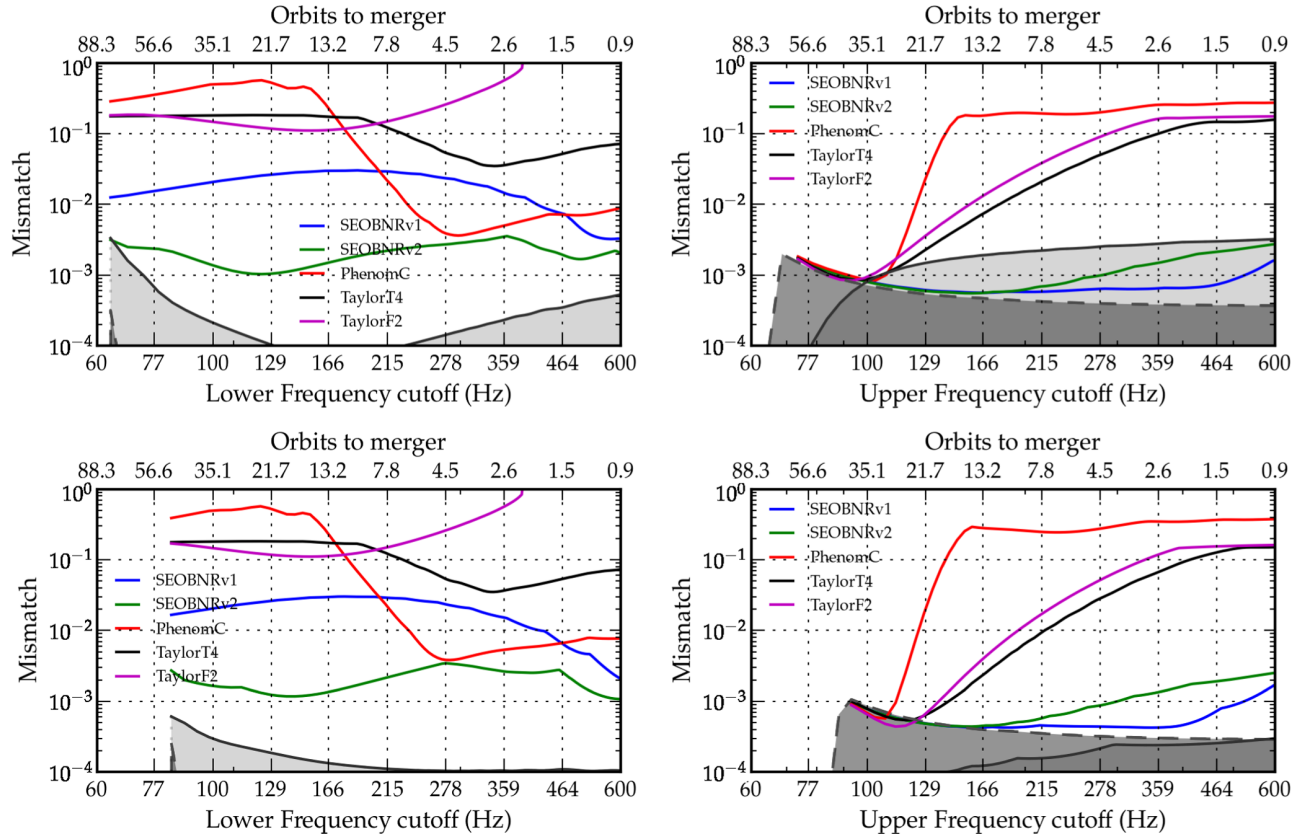 Orbits to merger
88.3 56.6 35.1 21.7 13.2 7.8 4.5 2.6 1.5 0.9
10^0
10^-1
10^-2
10^-3
10^-4
Mismatch
SEOBNRv1
SEOBNRv2
PhenomC
TaylorT4
TaylorF2
60 77 100 129 166 215 278 359 464 600
Lower Frequency cutoff (Hz)
Orbits to merger
88.3 56.6 35.1 21.7 13.2 7.8 4.5 2.6 1.5 0.9
10^0
10^-1
10^-2
10^-3
10^-4
Mismatch
SEOBNRv1
SEOBNRv2
PhenomC
TaylorT4
TaylorF2
60 77 100 129 166 215 278 359 464 600
Upper Frequency cutoff (Hz)
Orbits to merger
88.3 56.6 35.1 21.7 13.2 7.8 4.5 2.6 1.5 0.9
10^0
10^-1
10^-2
10^-3
10^-4
Mismatch
SEOBNRv1
SEOBNRv2
PhenomC
TaylorT4
TaylorF2
60 77 100 129 166 215 278 359 464 600
Lower Frequency cutoff (Hz)
Orbits to merger
88.3 56.6 35.1 21.7 13.2 7.8 4.5 2.6 1.5 0.9
10^0
10^-1
10^-2
10^-3
10^-4
Mismatch
SEOBNRv1
SEOBNRv2
PhenomC
TaylorT4
TaylorF2
60 77 100 129 166 215 278 359 464 600
Upper Frequency cutoff (Hz)